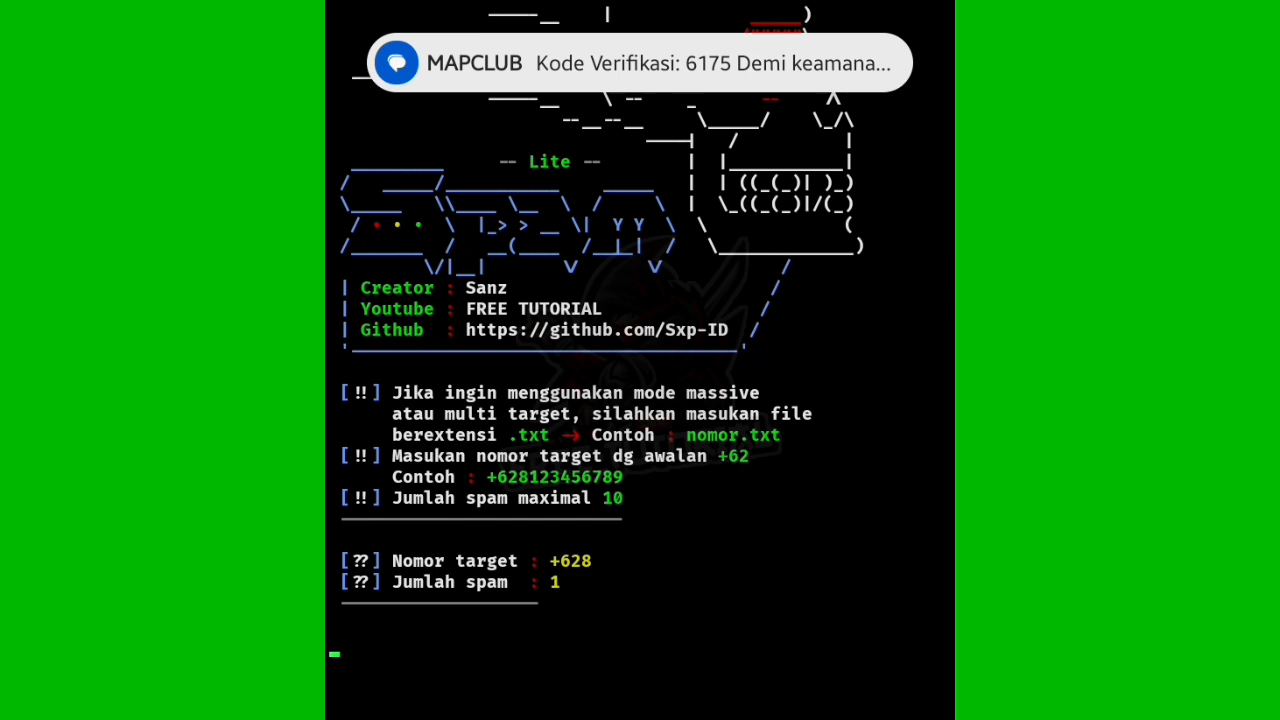 MAPCLUB Kode Verifikasi: 6175 Demi keamana...
-- Lite --
| Creator : Sanz
| Youtube : FREE TUTORIAL
| Github : https://github.com/Sxp-ID
[!!] Jika ingin menggunakan mode massive
atau multi target, silahkan masukan file
berextensi .txt -> Contoh : nomor.txt
[!!] Masukan nomor target dg awalan +62
Contoh : +628123456789
[!!] Jumlah spam maximal 10
[??] Nomor target : +628
[??] Jumlah spam : 1